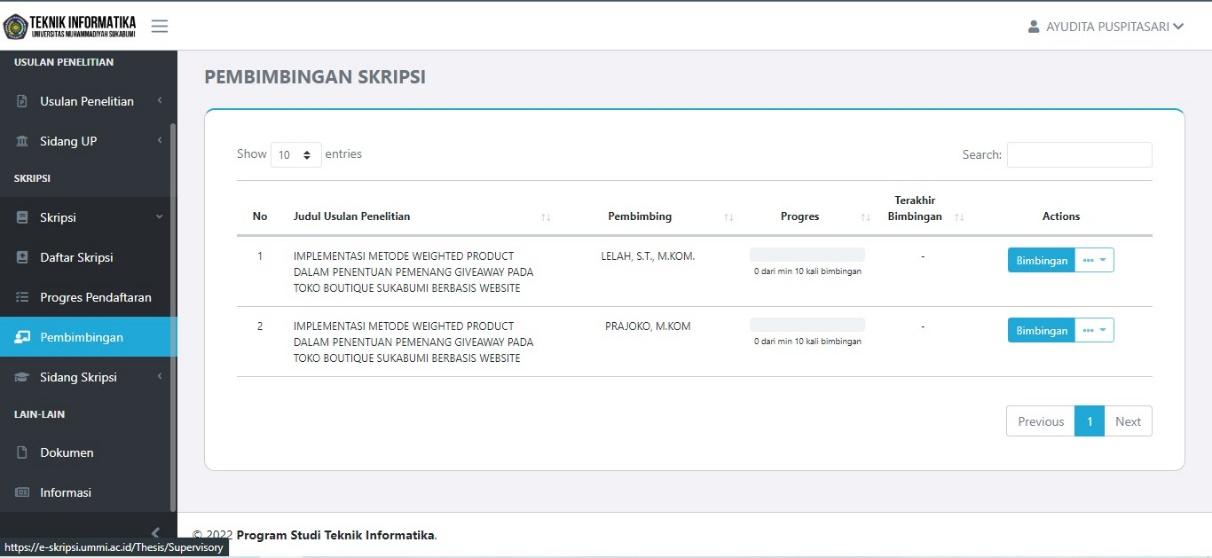 TEKNIK INFORMATIKA
UNIVERSITAS MUHAMMADIYAH SUKABUMI
AYUDITA PUSPITASARI
USULAN PENELITIAN
Usulan Penelitian
Sidang UP
SKRIPSI
Skripsi
Daftar Skripsi
Progres Pendaftaran
Pembimbingan
Sidang Skripsi
LAIN-LAIN
Dokumen
Informasi
https://e-skripsi.ummi.ac.id/Thesis/Supervisory
PEMBIMBINGAN SKRIPSI
Show 10 entries
Search:
No Judul Usulan Penelitian Pembimbing Progres Terakhir Bimbingan Actions
1 IMPLEMENTASI METODE WEIGHTED PRODUCT LELAH, S.T., M.KOM. - Bimbingan ...
DALAM PENENTUAN PEMENANG GIVEAWAY PADA 0 dari min 10 kali bimbingan
TOKO BOUTIQUE SUKABUMI BERBASIS WEBSITE
2 IMPLEMENTASI METODE WEIGHTED PRODUCT PRAJOKO, M.KOM - Bimbingan ...
DALAM PENENTUAN PEMENANG GIVEAWAY PADA 0 dari min 10 kali bimbingan
TOKO BOUTIQUE SUKABUMI BERBASIS WEBSITE
Previous 1 Next
© 2022 Program Studi Teknik Informatika.